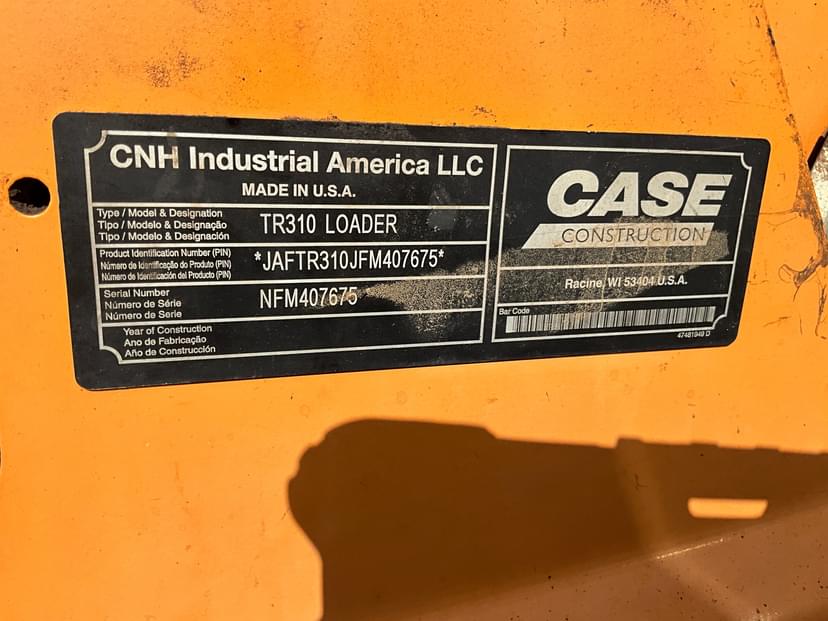 CNH Industrial America LLC
MADE IN U.S.A.
Type / Model & Designation
Tipo / Modelo & Designação
Tipo / Modelo & Designación
TR310 LOADER
Product Identification Number (PIN)
Número de Identificação do Produto (PIN)
Número de Identificación del Producto (PIN)
*JAFTR310JFM407675*
Serial Number
Número de Série
Número de Serie
NFM407675
Year of Construction
Ano de Fabricação
Año de Construcción
CASE
CONSTRUCTION
Racine, WI 53404 U.S.A.
Bar Code
47481949 D